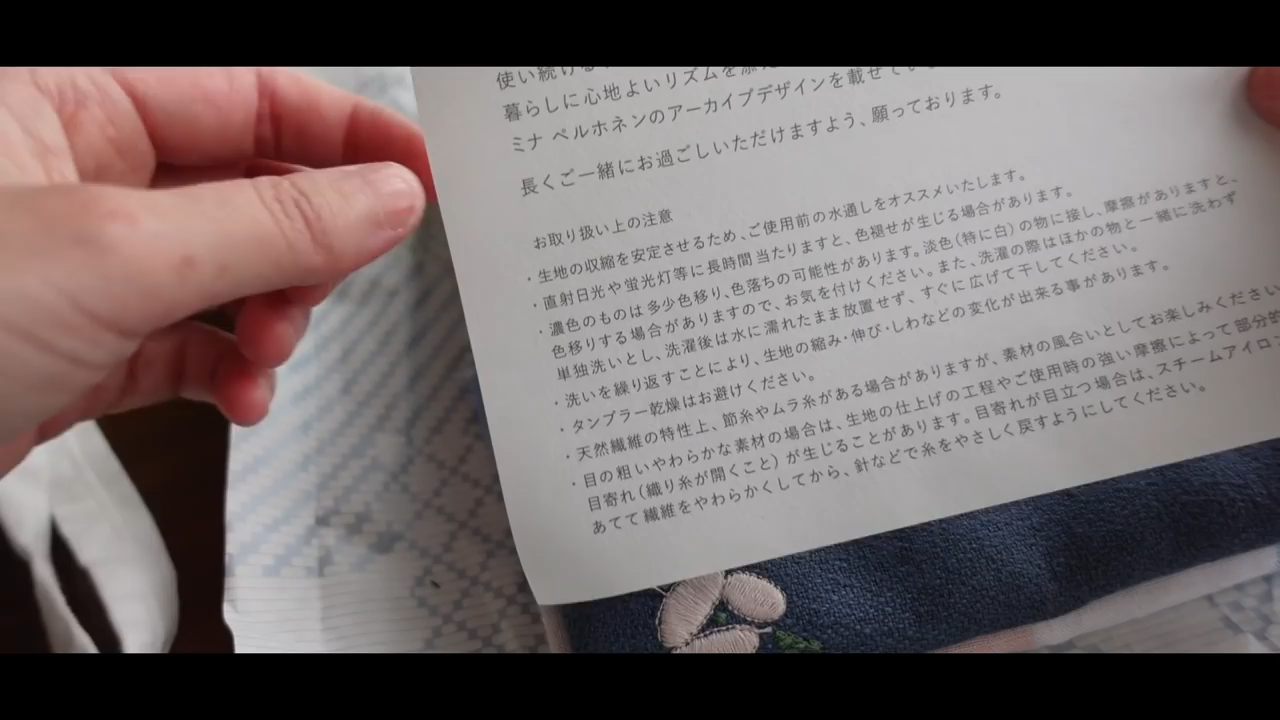 使い続ける
暮らしに心地よいリズムを添え
ミナ ペルホネンのアーカイブデザインを載せてい
長くご一緒にお過ごしいただけますよう、願っております。
お取り扱い上の注意
・生地の収縮を安定させるため、ご使用前の水通しをオススメいたします。
・直射日光や蛍光灯等に長時間当たりますと、色褪せが生じる場合があります。
・濃色のものは多少色移り、色落ちの可能性があります。淡色(特に白)の物に接し、摩擦がありますと、
色移りする場合がありますので、お気を付けください。また、洗濯の際はほかの物と一緒に洗わず
単独洗いとし、洗濯後は水に濡れたまま放置せず、すぐに広げて干してください。
・洗いを繰り返すことにより、生地の縮み・伸び・しわなどの変化が出来る事があります。
・タンブラー乾燥はお避けください。
・天然繊維の特性上、節糸やムラ糸がある場合がありますが、素材の風合いとしてお楽しみください
・目の粗いやわらかな素材の場合は、生地の仕上げの工程やご使用時の強い摩擦によって部分的
目寄れ(織り糸が開くこと)が生じることがあります。目寄れが目立つ場合は、スチームアイロン
あてて繊維をやわらかくしてから、針などで糸をやさしく戻すようにしてください。